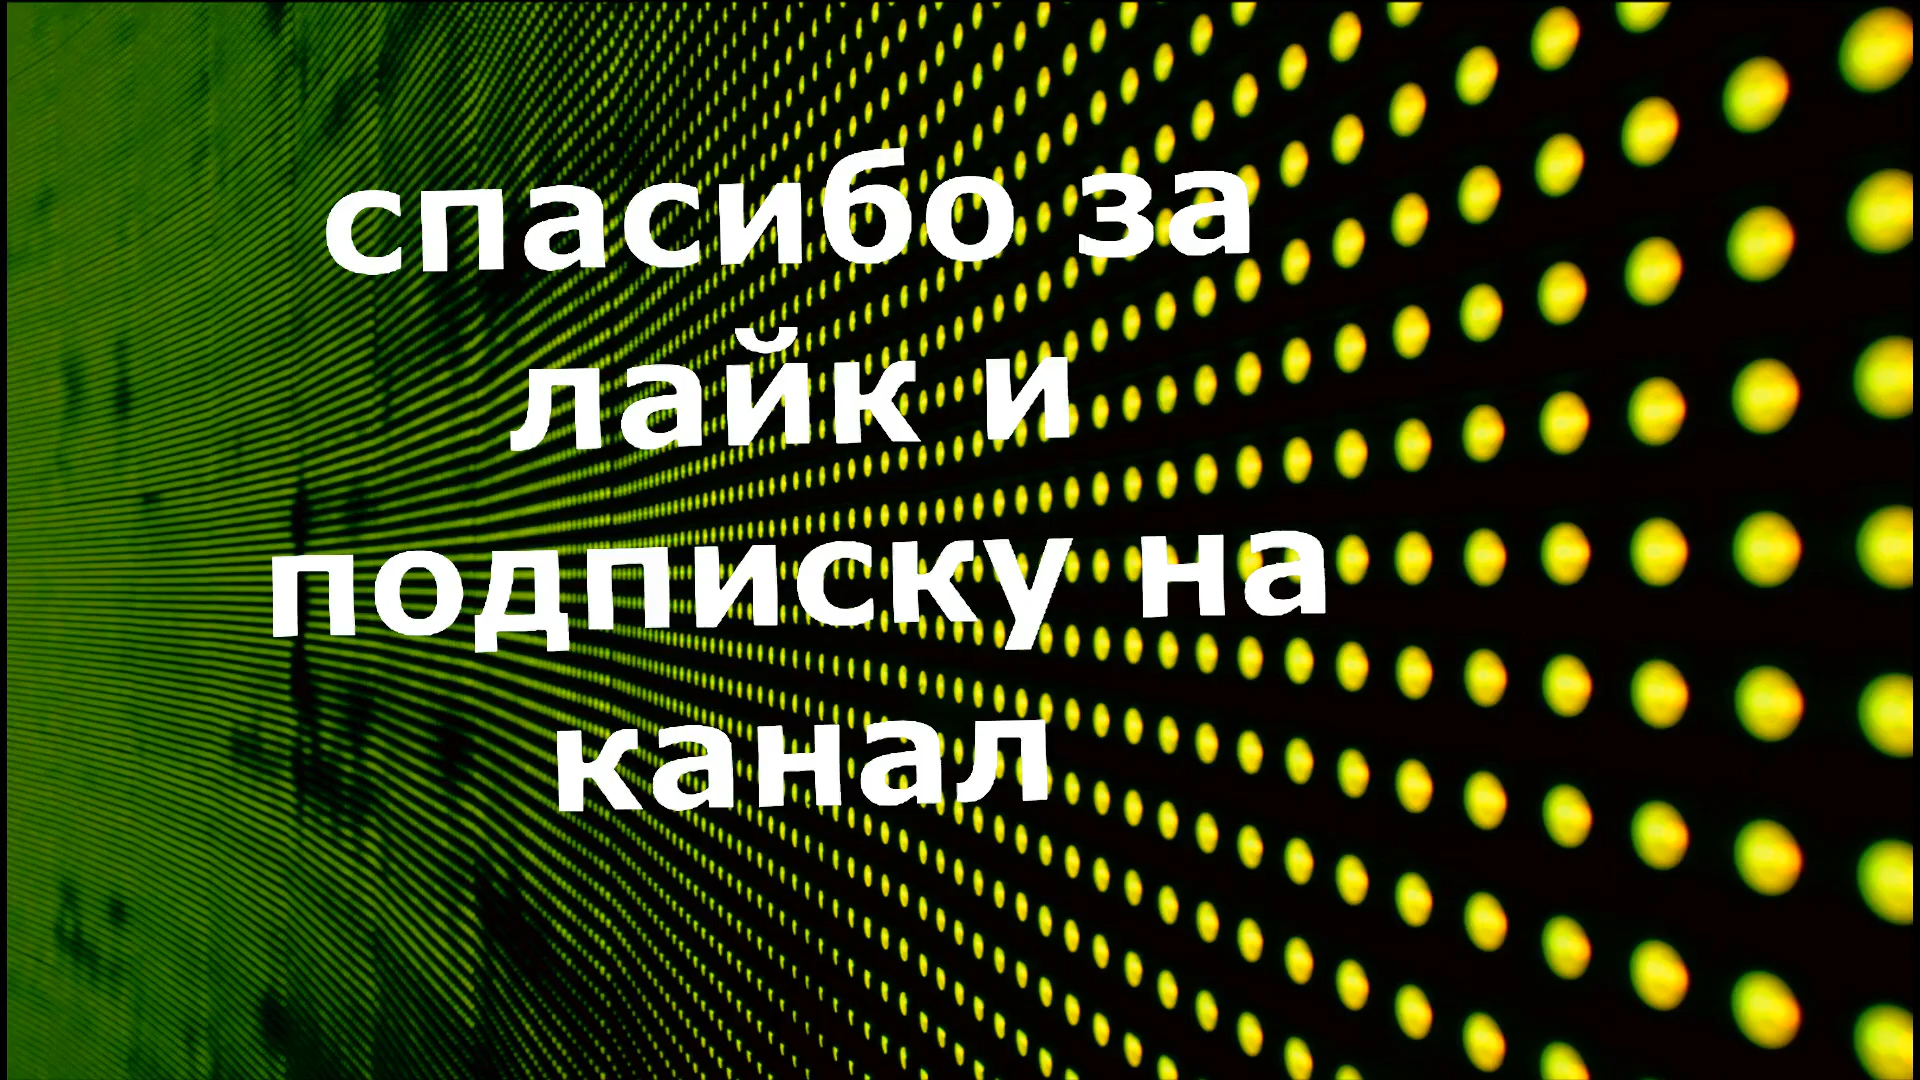 спасибо за
лайк и
подписку на
канал